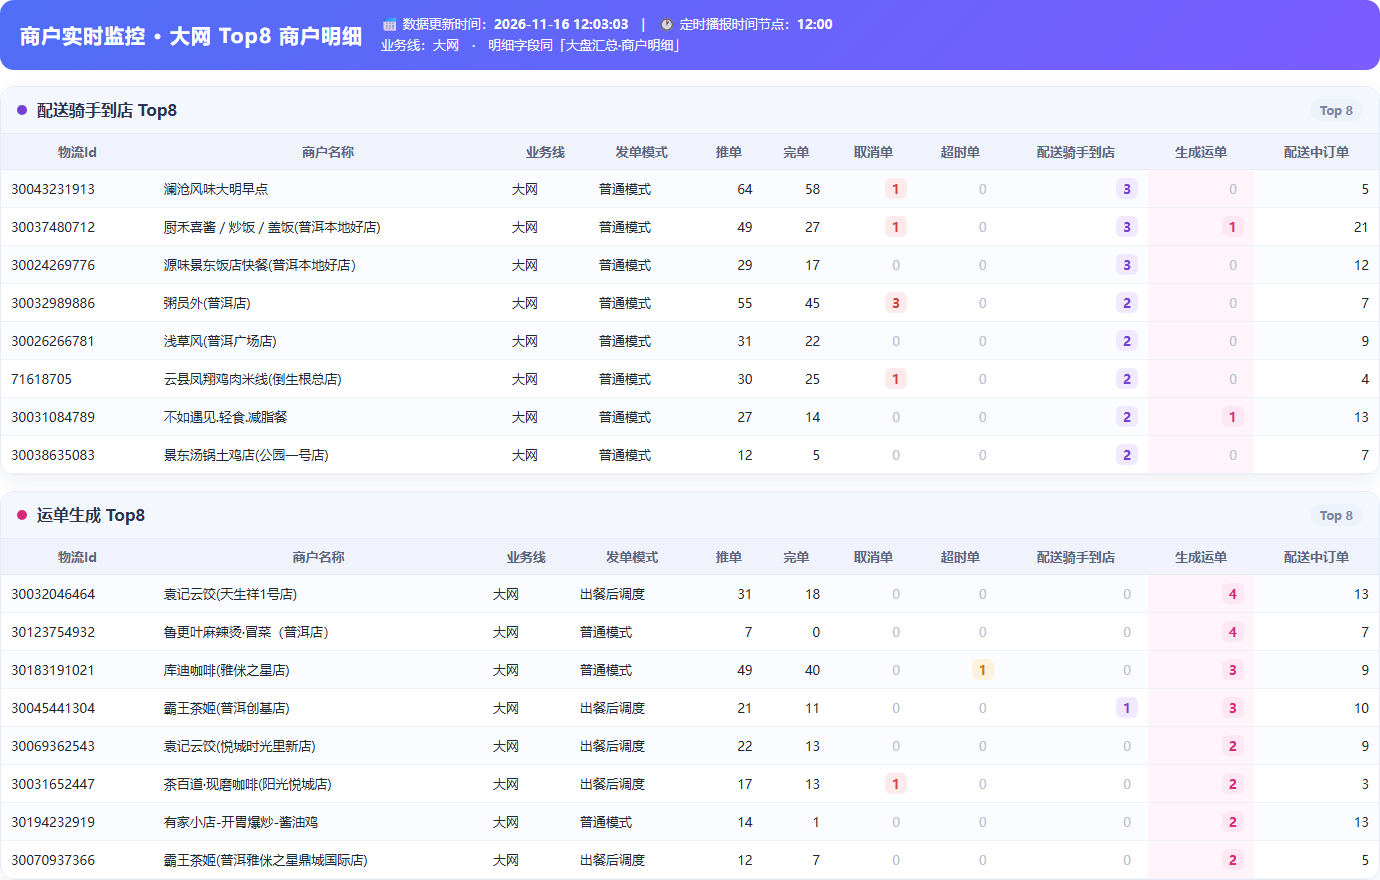 商户实时监控 • 大网 Top8 商户明细
数据更新时间：2026-11-16 12:03:03 | 定时播报时间节点：12:00
业务线：大网 · 明细字段同「大盘汇总·商户明细」
配送骑手到店 Top8 Top 8
物流Id 商户名称 业务线 发单模式 推单 完单 取消单 超时单 配送骑手到店 生成运单 配送中订单
30043231913 澜沧风味大明早点 大网 普通模式 64 58 1 0 3 0 5
30037480712 厨禾喜酱 / 炒饭 / 盖饭(普洱本地好店) 大网 普通模式 49 27 1 0 3 1 21
30024269776 源味景东饭店快餐(普洱本地好店) 大网 普通模式 29 17 0 0 3 0 12
30032989886 粥员外(普洱店) 大网 普通模式 55 45 3 0 2 0 7
30026266781 浅草风(普洱广场店) 大网 普通模式 31 22 0 0 2 0 9
71618705 云县凤翔鸡肉米线(倒生根总店) 大网 普通模式 30 25 1 0 2 0 4
30031084789 不如遇见.轻食.减脂餐 大网 普通模式 27 14 0 0 2 1 13
30038635083 景东汤锅土鸡店(公园一号店) 大网 普通模式 12 5 0 0 2 0 7
运单生成 Top8 Top 8
物流Id 商户名称 业务线 发单模式 推单 完单 取消单 超时单 配送骑手到店 生成运单 配送中订单
30032046464 袁记云饺(天生祥1号店) 大网 出餐后调度 31 18 0 0 0 4 13
30123754932 鲁更叶麻辣烫·冒菜（普洱店） 大网 普通模式 7 0 0 0 0 4 7
30183191021 库迪咖啡(雅侎之星店) 大网 普通模式 49 40 0 1 0 3 9
30045441304 霸王茶姬(普洱创基店) 大网 出餐后调度 21 11 0 0 1 3 10
30069362543 袁记云饺(悦城时光里新店) 大网 出餐后调度 22 13 0 0 0 2 9
30031652447 茶百道·现磨咖啡(阳光悦城店) 大网 出餐后调度 17 13 1 0 0 2 3
30194232919 有家小店-开胃爆炒-酱油鸡 大网 普通模式 14 1 0 0 0 2 13
30070937366 霸王茶姬(普洱雅侎之星鼎城国际店) 大网 出餐后调度 12 7 0 0 0 2 5